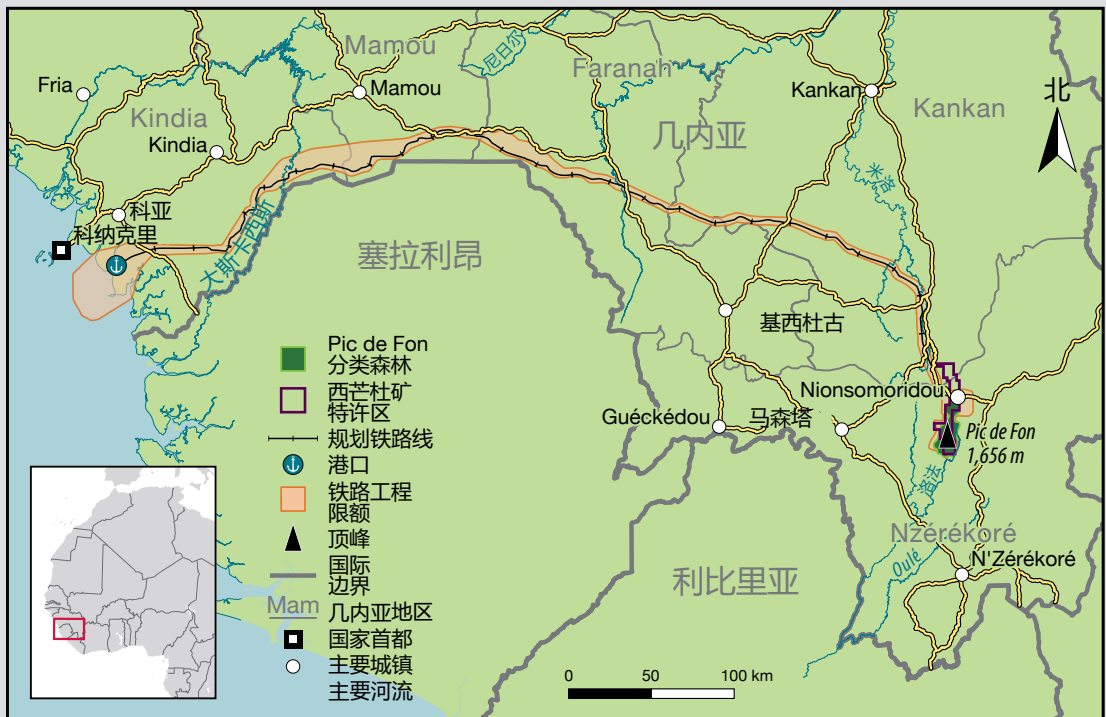 Mamou
尼日尔
Faranah
Fria
Mamou
Kankan
Kankan
北
Kindia
Kindia
几内亚
米洛
科亚
科纳克里
大斯卡西斯
塞拉利昂
基西杜古
Pic de Fon
分类森林
西芒杜矿
特许区
Nionsomoridou
Guéckédou
马森塔
规划铁路线
Pic de Fon
1,656 m
港口
洛法
铁路工程
限额
顶峰
Nzérékoré
国际
边界
Oulé
N'Zérékoré
利比里亚
Mam
几内亚地区
国家首都
主要城镇
0 50 100 km
主要河流